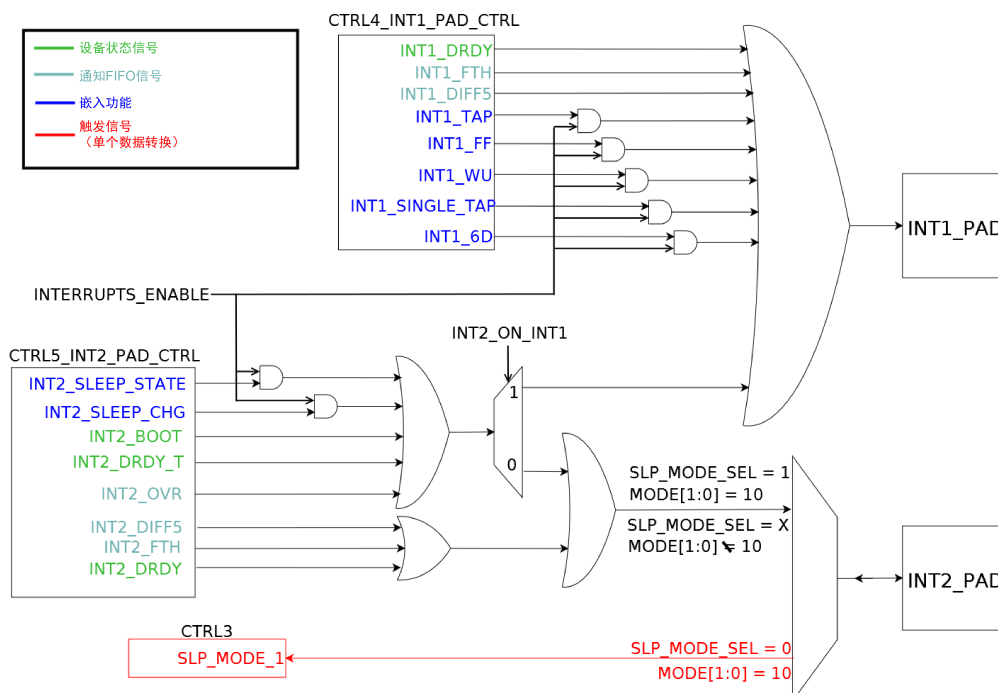 CTRL4_INT1_PAD_CTRL
设备状态信号
通知FIFO信号
嵌入功能
触发信号
（单个数据转换）
INT1_DRDY
INT1_FTH
INT1_DIFF5
INT1_TAP
INT1_FF
INT1_WU
INT1_SINGLE_TAP
INT1_6D
INT1_PAD
INTERRUPTS_ENABLE
INT2_ON_INT1
CTRL5_INT2_PAD_CTRL
INT2_SLEEP_STATE
INT2_SLEEP_CHG
INT2_BOOT
INT2_DRDY_T
INT2_OVR
INT2_DIFF5
INT2_FTH
INT2_DRDY
1
0
SLP_MODE_SEL = 1
MODE[1:0] = 10
SLP_MODE_SEL = X
MODE[1:0] ≠ 10
INT2_PAD
CTRL3
SLP_MODE_1
SLP_MODE_SEL = 0
MODE[1:0] = 10